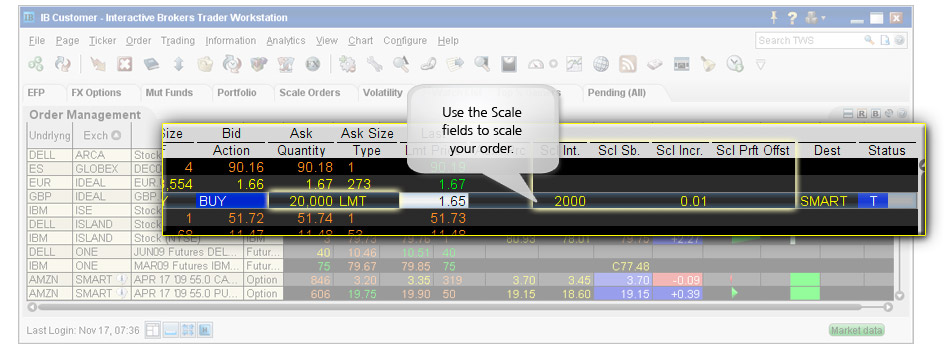 IB Customer - Interactive Brokers Trader Workstation
File Page Ticker Order Trading Information Analytics View Chart Configure Help
Search TWS
EFP FX Options Mut Funds Portfolio Scale Orders Volatility Pending (All)
Order Management R B
Use the Scale
fields to scale
your order.
Undrlyng Exch
Size Bid Ask Ask Size
Action Quantity Type Lmt Scl Int. Scl Sb. Scl Incr. Scl Prft Offst Dest Status
DELL ARCA Stock 4 90.16 90.18 1
ES GLOBEX 1.66 1.67 273 1.67
EUR IDEAL EUR
GBP IDEAL GBP BUY 20,000 LMT 1.65 2000 0.01 SMART T
IBM ISE Stock 1 51.72 51.74 1 51.73
DELL ISLAND Stock
IBM ISLAND Stock (NYSE) IBM 3 79.73 79.76 1 80.93 78.01 79.75 +2.27
DELL ONE JUN09 Futures DEL... Futur... 40 10.46 10.51 40
IBM ONE MAR09 Futures IBM... Futur... 75 79.67 79.85 75 C77.48
AMZN SMART APR 17 '09 55.0 CA... Option 846 3.20 3.35 319 3.70 3.45 3.70 -0.09
AMZN SMART APR 17 '09 55.0 PU... Option 606 19.75 19.90 50 19.15 18.60 19.15 +0.39
Last Login: Nov 17, 07:36
Market data